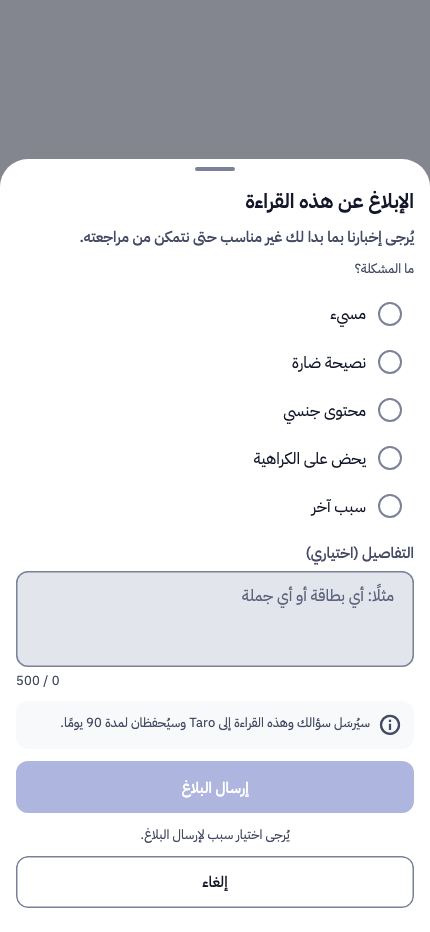 الإبلاغ عن هذه القراءة
يُرجى إخبارنا بما بدا لك غير مناسب حتى نتمكن من مراجعته.
ما المشكلة؟
مسيء
نصيحة ضارة
محتوى جنسي
يحض على الكراهية
سبب آخر
التفاصيل (اختياري)
مثلًا: أي بطاقة أو أي جملة
0 / 500
سيُرسَل سؤالك وهذه القراءة إلى Taro وسيُحفظان لمدة 90 يومًا.
إرسال البلاغ
يُرجى اختيار سبب لإرسال البلاغ.
إلغاء